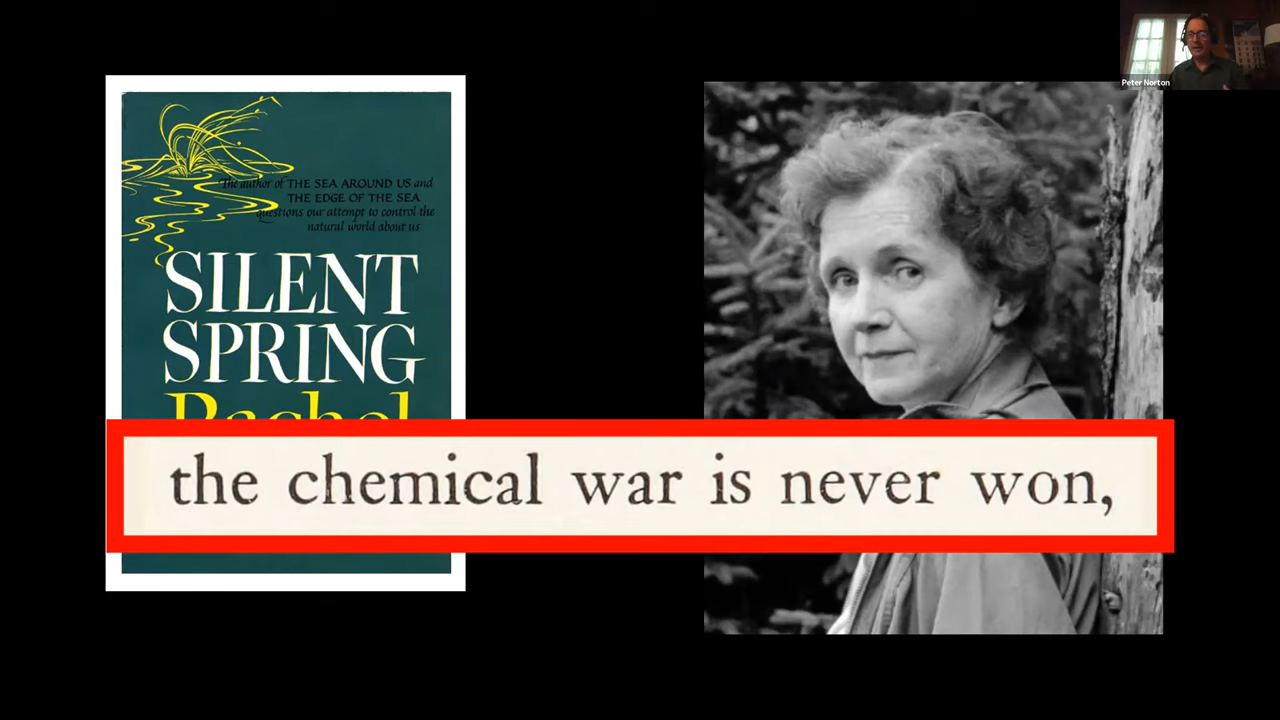 The author of THE SEA AROUND US and
THE EDGE OF THE SEA
questions our attempt to control the
natural world about us
SILENT
SPRING
Rachel
the chemical war is never won,
Peter Norton